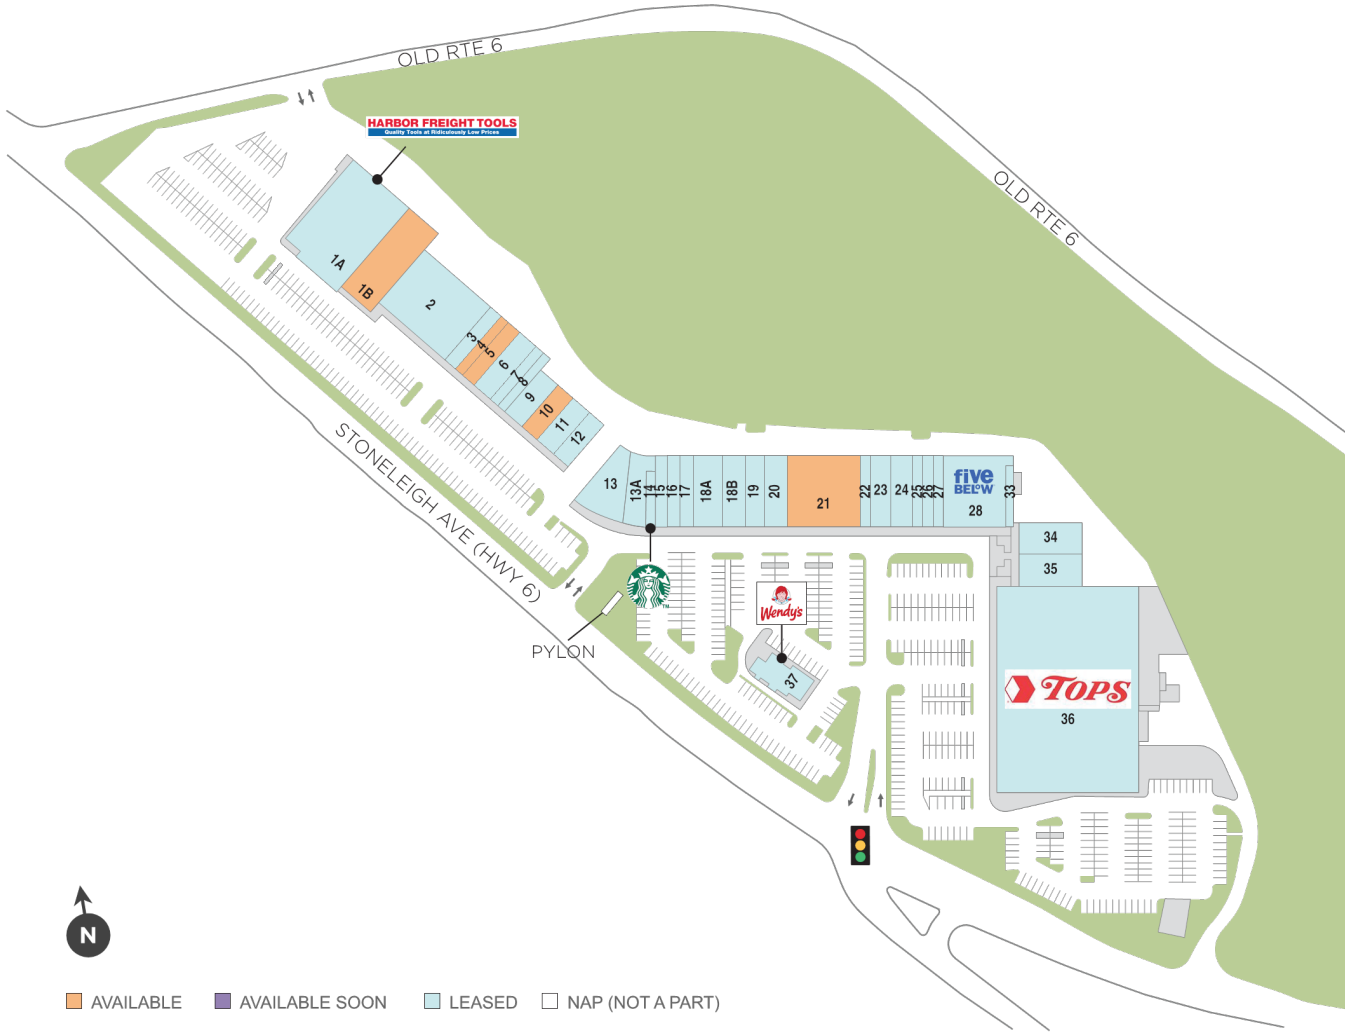 OLD RTE 6
HARBOR FREIGHT TOOLS
Quality Tools at Ridiculously Low Prices
OLD RTE 6
1A
1B
2
3
4
5
6
7
8
9
10
11
12
STONELEIGH AVE (HWY 6)
13
13A
14
15
16
17
18A
18B
19
20
21
22
23
24
25
26
27
five
BELOW
28
33
34
35
TM
Wendy's
PYLON
37
TOPS
36
N
AVAILABLE
AVAILABLE SOON
LEASED
NAP (NOT A PART)